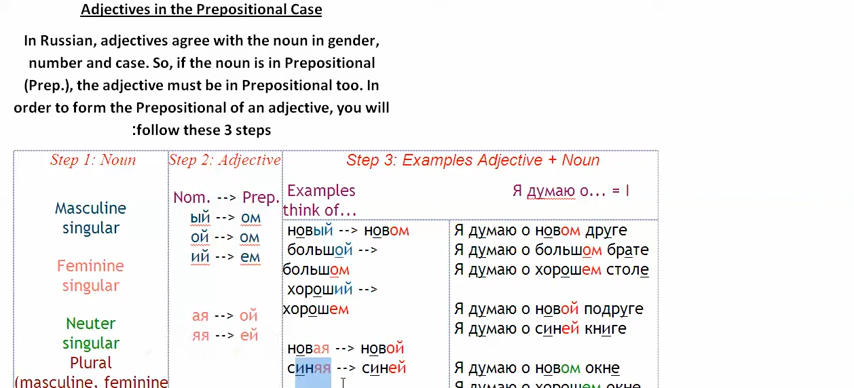 Adjectives in the Prepositional Case
In Russian, adjectives agree with the noun in gender,
number and case. So, if the noun is in Prepositional
(Prep.), the adjective must be in Prepositional too. In
order to form the Prepositional of an adjective, you will
:follow these 3 steps
Step 1: Noun
Masculine
singular
Feminine
singular
Neuter
singular
Plural
(masculine, feminine
Step 2: Adjective
Nom. --> Prep.
ый --> ом
ой --> ом
ий --> ем
ая --> ой
яя --> ей
Step 3: Examples Adjective + Noun
Examples Я думаю о... = I
think of...
новый --> новом
большой -->
большом
хороший -->
хорошем
новая --> новой
синяя --> синей
Я думаю о новом друге
Я думаю о большом брате
Я думаю о хорошем столе
Я думаю о новой подруге
Я думаю о синей книге
Я думаю о новом окне
Я думаю о хорошем окне